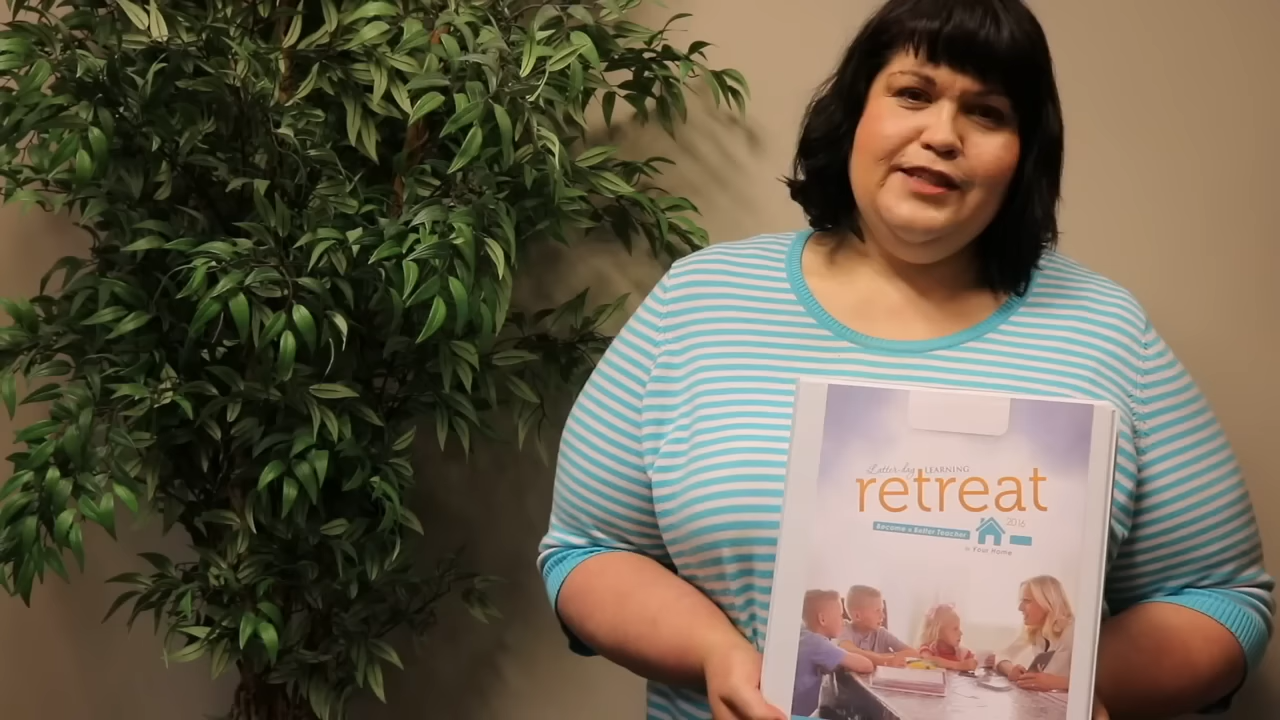 Latter-day LEARNING
retreat
2016
Become a Better Teacher
in Your Home